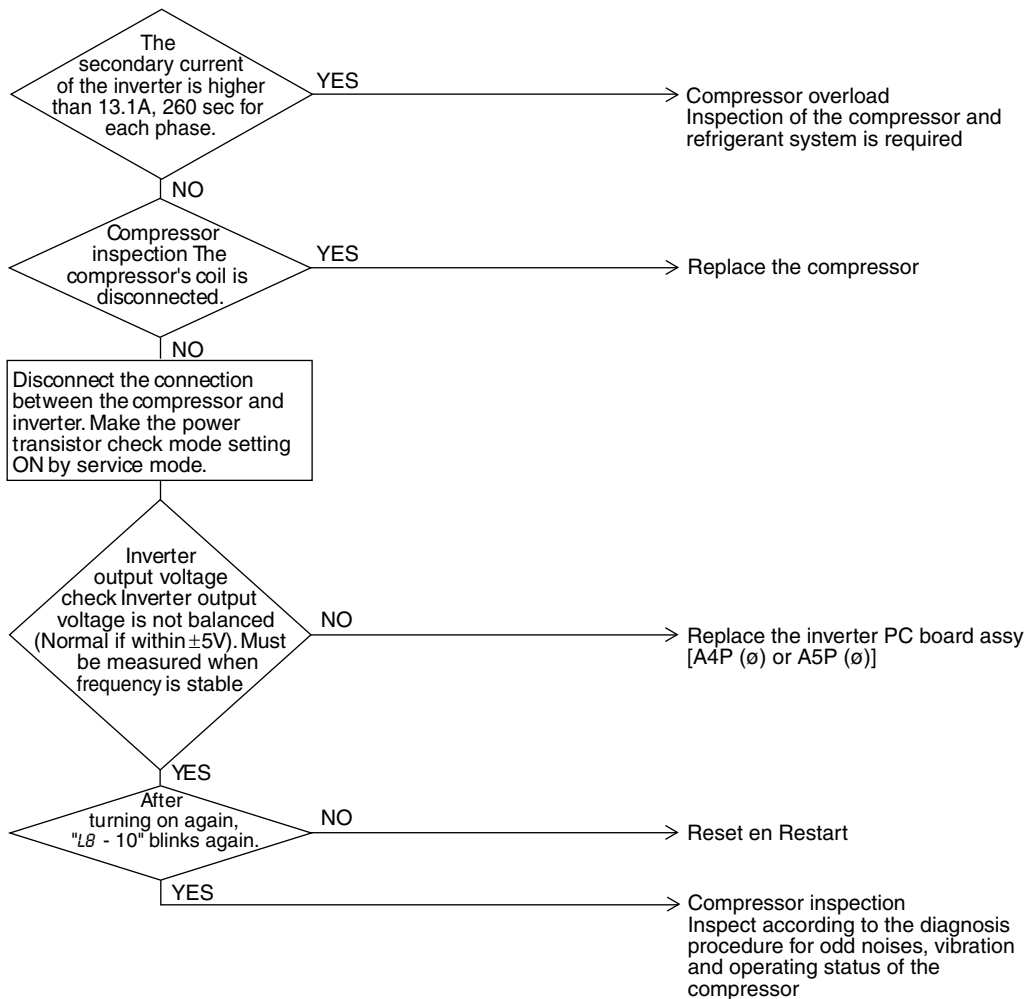 The
secondary current
of the inverter is higher
than 13.1A, 260 sec for
each phase.
YES
Compressor overload
Inspection of the compressor and
refrigerant system is required
NO
Compressor
inspection The
compressor's coil is
disconnected.
YES
Replace the compressor
NO
Disconnect the connection
between the compressor and
inverter. Make the power
transistor check mode setting
ON by service mode.
Inverter
output voltage
check Inverter output
voltage is not balanced
(Normal if within ±5V). Must
be measured when
frequency is stable
NO
Replace the inverter PC board assy
[A4P (ø) or A5P (ø)]
YES
After
turning on again,
"L8 - 10" blinks again.
NO
Reset en Restart
YES
Compressor inspection
Inspect according to the diagnosis
procedure for odd noises, vibration
and operating status of the
compressor